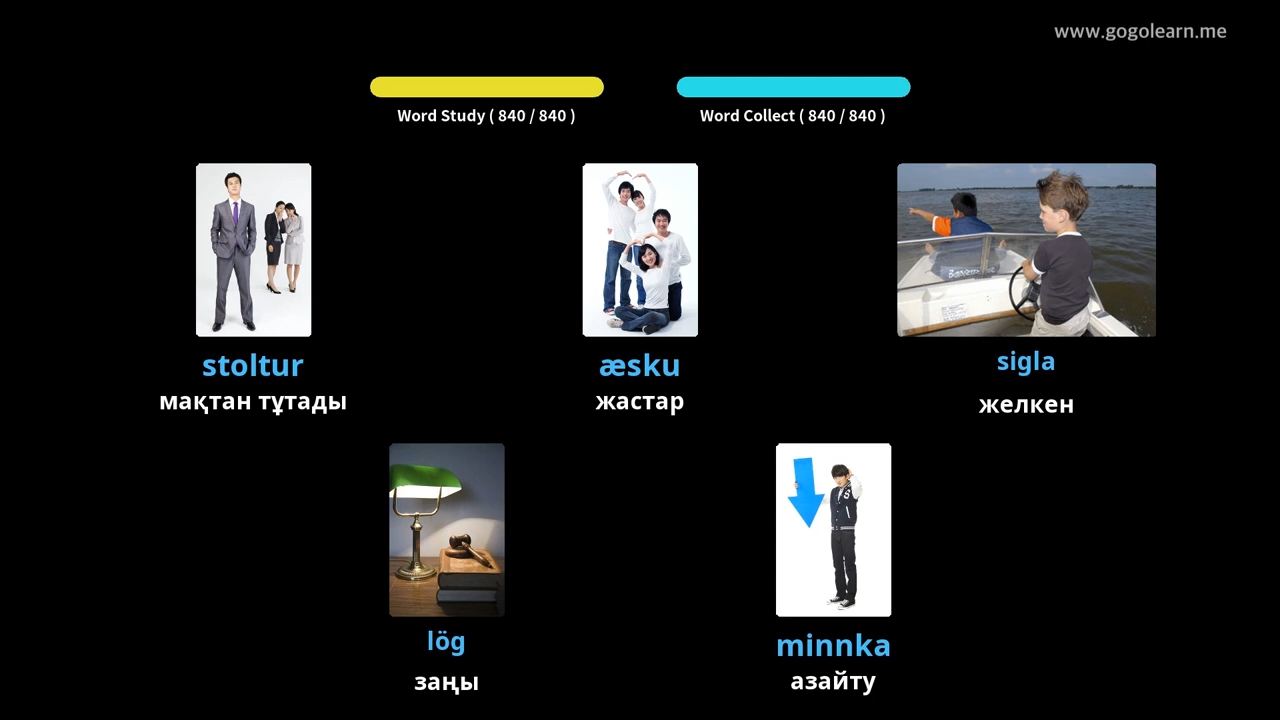 www.gogolearn.me
Word Study ( 840 / 840 )
Word Collect ( 840 / 840 )
stoltur
мақтан тұтады
æsku
жастар
sigla
желкен
lög
заңы
minnka
азайту